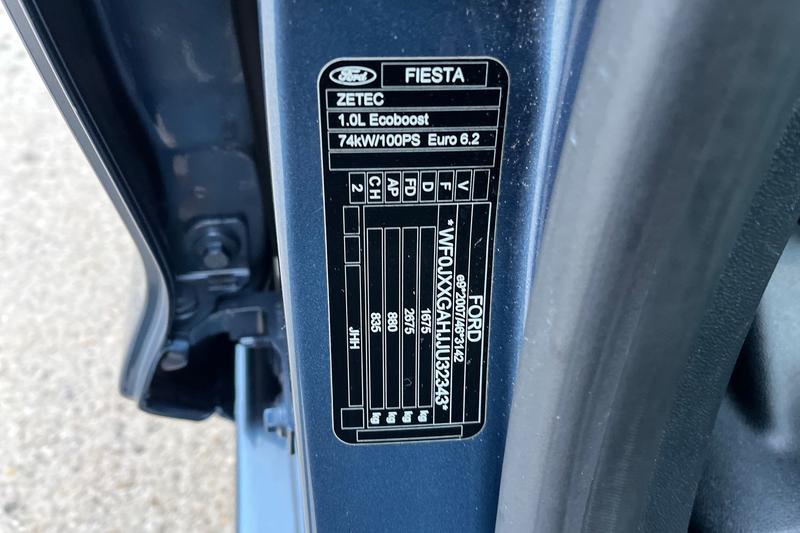 Ford
FIESTA
ZETEC
1.0L Ecoboost
74kW/100PS Euro 6.2
V
F
D
FD
AP
CH
2
FORD
e9*2007/46*3142
*WF0JXXGAHJJU32343*
1675 kg
2675 kg
880 kg
835 kg
JHH